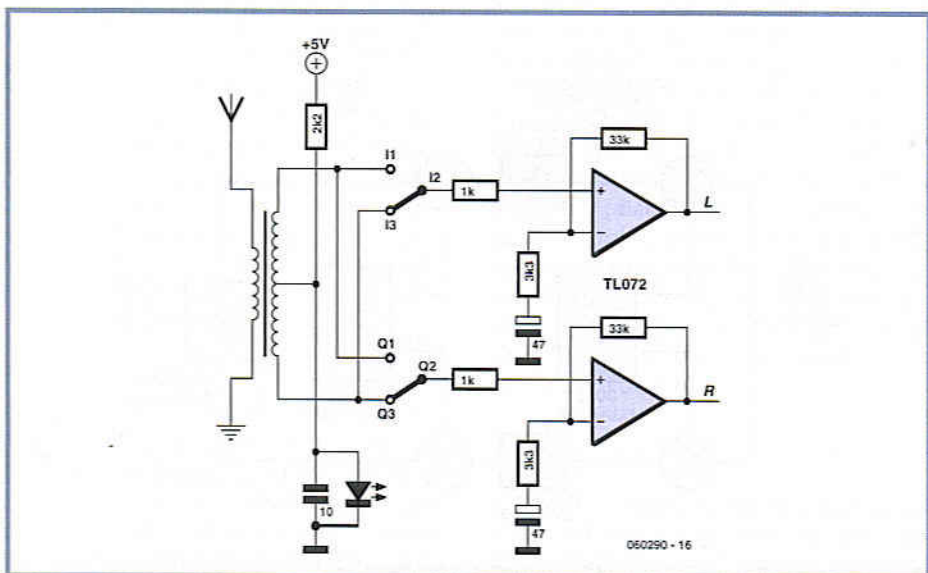 +5V
2k2
I1
I2
I3
1k
33k
+
−
L
3k3
47
TL072
Q1
Q2
Q3
1k
33k
+
−
R
3k3
47
10
060290 - 16